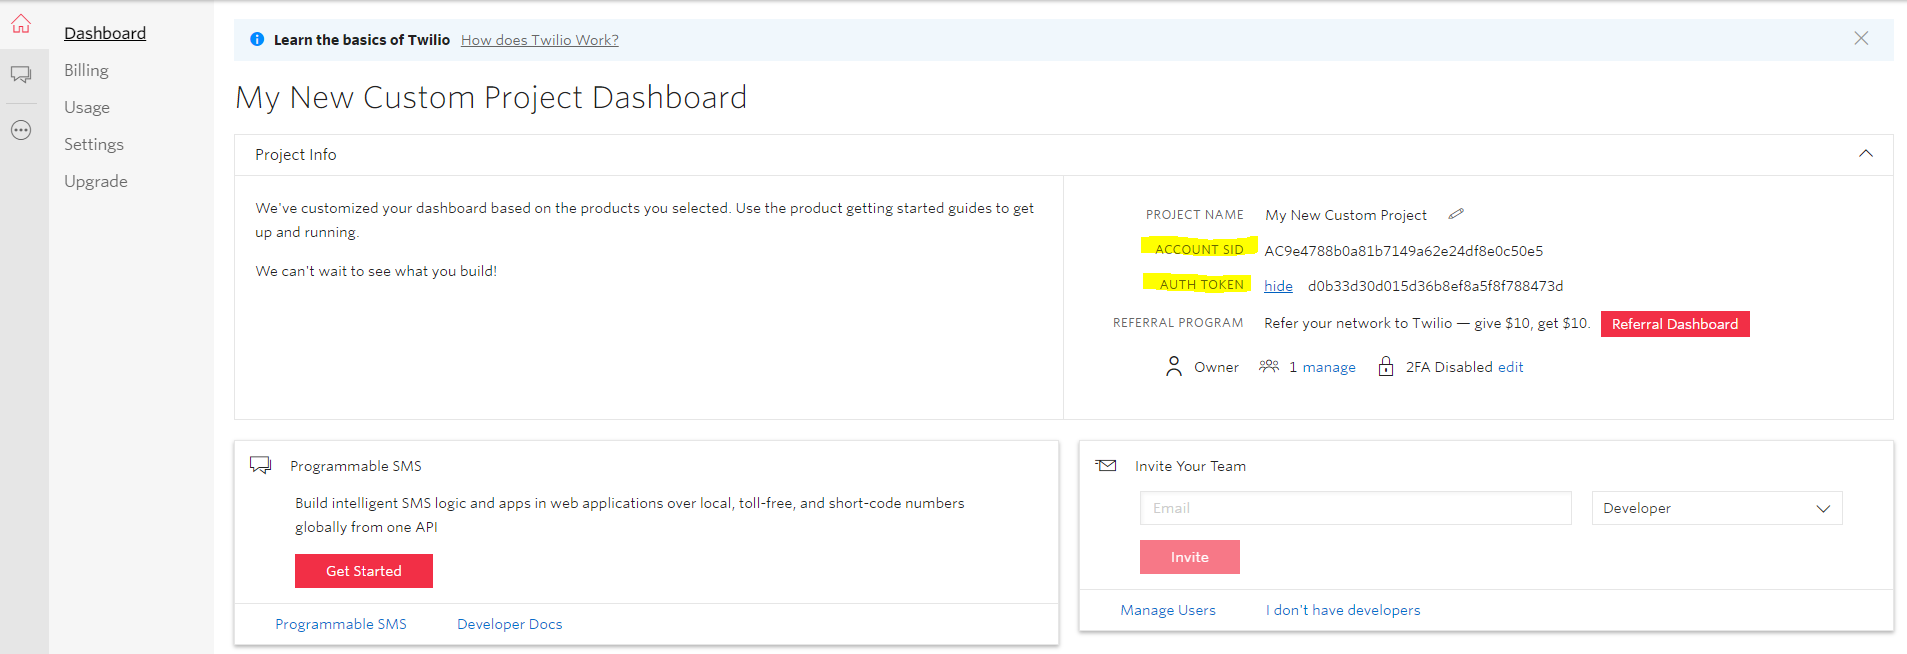 Dashboard
Billing
Usage
Settings
Upgrade
Learn the basics of Twilio How does Twilio Work?
My New Custom Project Dashboard
Project Info
We've customized your dashboard based on the products you selected. Use the product getting started guides to get
up and running.
We can't wait to see what you build!
PROJECT NAME My New Custom Project
ACCOUNT SID AC9e4788b0a81b7149a62e24df8e0c50e5
AUTH TOKEN hide d0b33d30d015d36b8ef8a5f8f788473d
REFERRAL PROGRAM Refer your network to Twilio — give $10, get $10. Referral Dashboard
Owner 1 manage 2FA Disabled edit
Programmable SMS
Build intelligent SMS logic and apps in web applications over local, toll-free, and short-code numbers
globally from one API
Get Started
Programmable SMS Developer Docs
Invite Your Team
Email Developer
Invite
Manage Users I don't have developers